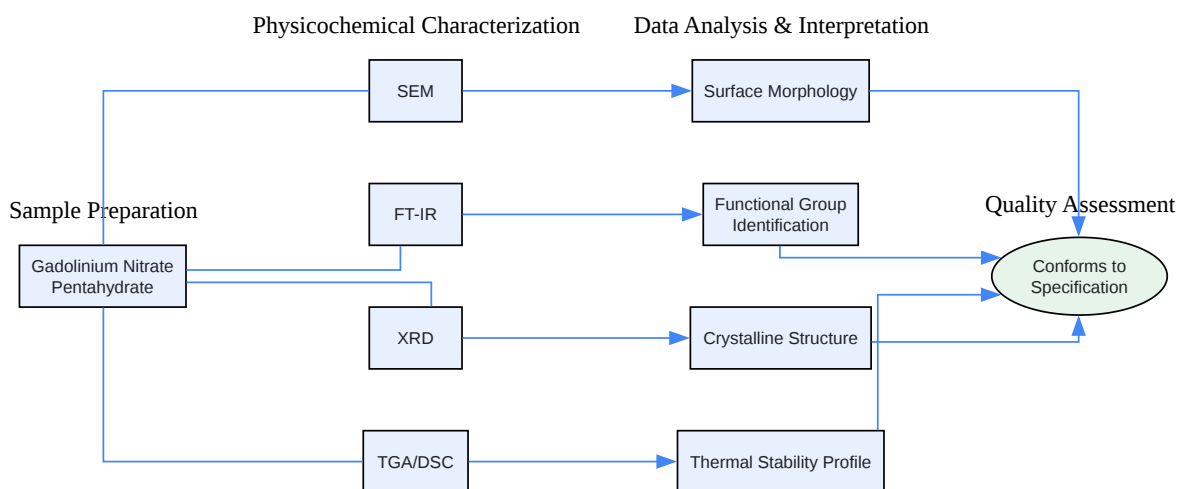 Physicochemical Characterization
Data Analysis & Interpretation
SEM
Surface Morphology
Sample Preparation
FT-IR
Functional Group
Identification
Quality Assessment
Gadolinium Nitrate
Pentahydrate
Conforms to
Specification
XRD
Crystalline Structure
TGA/DSC
Thermal Stability Profile